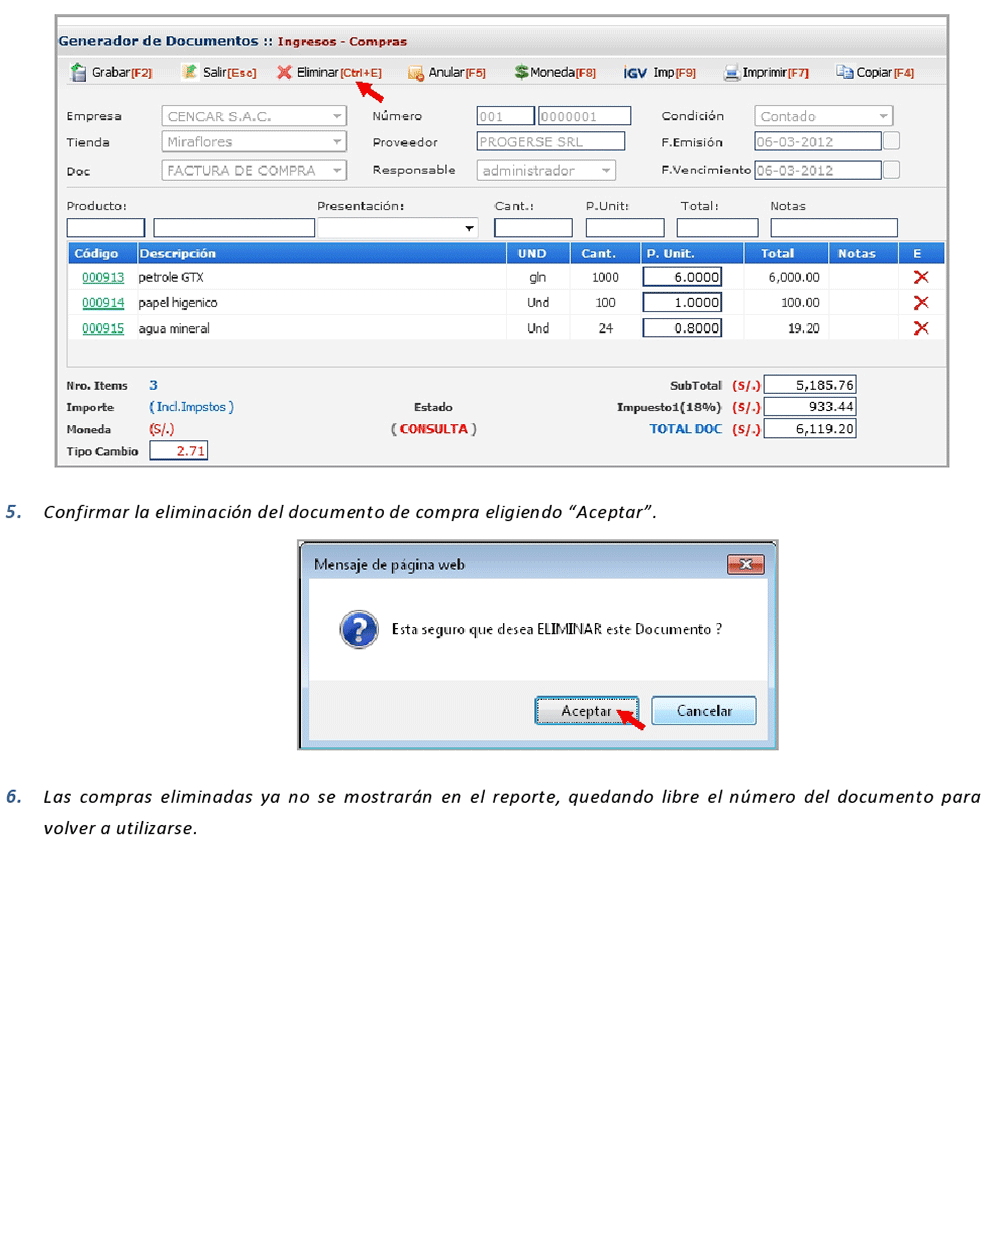 Generador de Documentos :: Ingresos - Compras
Grabar[F2] Salir[Esc] Eliminar[Ctrl+E] Anular[F5] $Moneda[F8] iGV Imp[F9] Imprimir[F7] Copiar[F4]
Empresa CENCAR S.A.C. Número 001 0000001 Condición Contado
Tienda Miraflores Proveedor PROGERSE SRL F.Emisión 06-03-2012
Doc FACTURA DE COMPRA Responsable administrador F.Vencimiento 06-03-2012
Producto: Presentación: Cant.: P.Unit: Total: Notas
Código Descripción UND Cant. P. Unit. Total Notas E
000913 petrole GTX gln 1000 6.0000 6,000.00
000914 papel higenico Und 100 1.0000 100.00
000915 agua mineral Und 24 0.8000 19.20
Nro. Items 3 SubTotal (S/.) 5,185.76
Importe (Incl.Impstos) Estado Impuesto1(18%) (S/.) 933.44
Moneda (S/.) (CONSULTA) TOTAL DOC (S/.) 6,119.20
Tipo Cambio 2.71
5. Confirmar la eliminación del documento de compra eligiendo “Aceptar”.
Mensaje de página web
Esta seguro que desea ELIMINAR este Documento ?
Aceptar Cancelar
6. Las compras eliminadas ya no se mostrarán en el reporte, quedando libre el número del documento para
volver a utilizarse.